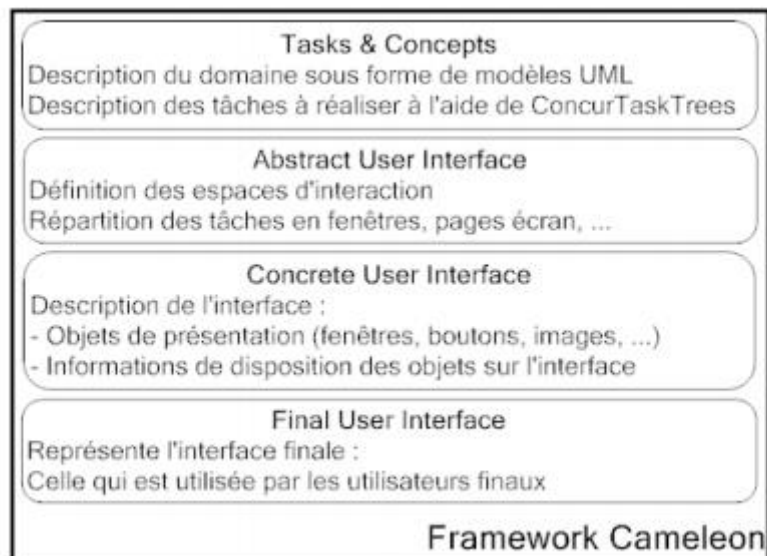 Tasks & Concepts
Description du domaine sous forme de modèles UML
Description des tâches à réaliser à l'aide de ConcurTaskTrees
Abstract User Interface
Définition des espaces d'interaction
Répartition des tâches en fenêtres, pages écran, ...
Concrete User Interface
Description de l'interface :
- Objets de présentation (fenêtres, boutons, images, ...)
- Informations de disposition des objets sur l'interface
Final User Interface
Représente l'interface finale :
Celle qui est utilisée par les utilisateurs finaux
Framework Cameleon